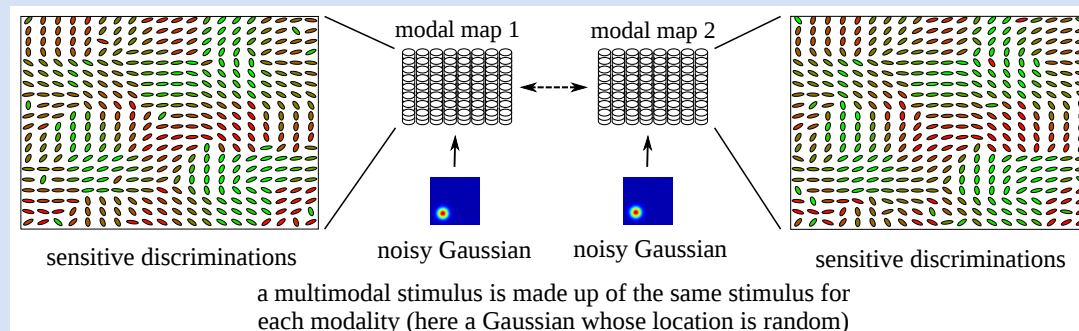 modal map 1
modal map 2
noisy Gaussian
noisy Gaussian
sensitive discriminations
sensitive discriminations
a multimodal stimulus is made up of the same stimulus for
each modality (here a Gaussian whose location is random)